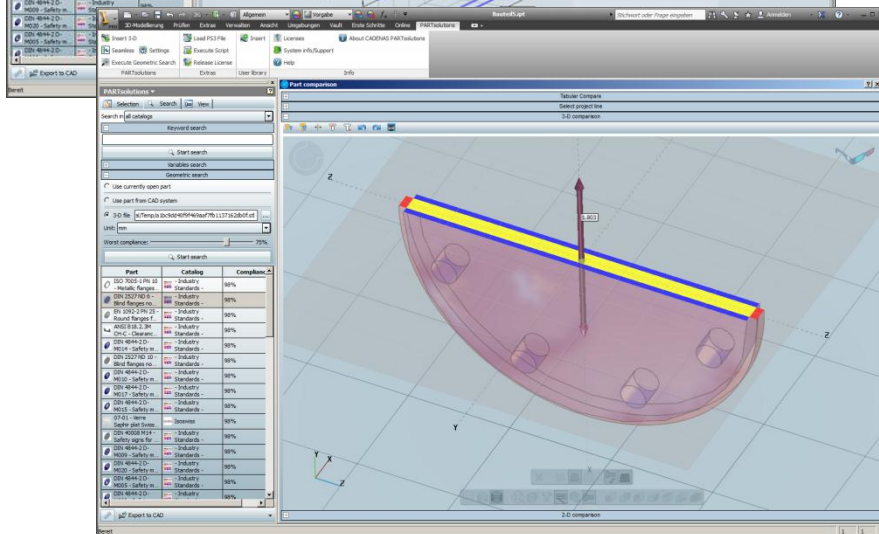 DIN 4844-2 D-
M009 - Safety m...
- Industry
Standards -
98%
DIN 4844-2 D-
M020 - Safety m...
DIN 4844-2 D-
M005 - Safety m...
DIN 4844-2 D-
Export to CAD
Bereit
PRO
Allgemein
Vorgabe
Bauteil5.ipt
Stichwort oder Frage eingeben
Anmelden
3D-Modellierung Prüfen Extras Verwalten Ansicht Umgebungen Vault Erste Schritte Online PARTsolutions
Insert 3-D
Seamless Settings
Execute Geometric Search
PARTsolutions
Load PS3 File
Execute Script
Release License
Extras
Insert
User library
Licenses
System info/Support
Help
About CADENAS PARTsolutions
Info
PARTsolutions
Selection Search View
Search in all catalogs
Keyword search
Start search
Variables search
Geometric search
Use currently open part
Use part from CAD system
3-D file
Unit: mm
Worst compliance: 75%
Start search
Part Catalog Complianc
ISO 7005-1 PN 10
- Metallic flanges...
- Industry
Standards -
98%
DIN 2527 ND 6 -
Blind flanges no...
- Industry
Standards -
98%
EN 1092-2 PN 25 -
Round flanges f...
- Industry
Standards -
98%
ANSI B18.2.3M
CH-C - Clearanc...
- Industry
Standards -
98%
DIN 4844-2 D-
M014 - Safety m...
- Industry
Standards -
98%
DIN 2527 ND 10 -
Blind flanges no...
- Industry
Standards -
98%
DIN 4844-2 D-
M010 - Safety m...
- Industry
Standards -
98%
DIN 4844-2 D-
M015 - Safety m...
- Industry
Standards -
98%
07-01 - Verre
Saphir plat Swiss...
Isoswiss
98%
DIN 40008 M14 -
Safety signs for ...
- Industry
Standards -
98%
DIN 4844-2 D-
M009 - Safety m...
- Industry
Standards -
98%
DIN 4844-2 D-
M020 - Safety m...
- Industry
Standards -
98%
DIN 4844-2 D-
M005 - Safety m...
- Industry
Standards -
98%
DIN 4844-2 D-
- Industry
98%
Export to CAD
Bereit
Part comparison
Tabular Compare
Select project line
3-D comparison
Z
Z
Z
Y
X
Y
X
Z
2-D comparison
1 1